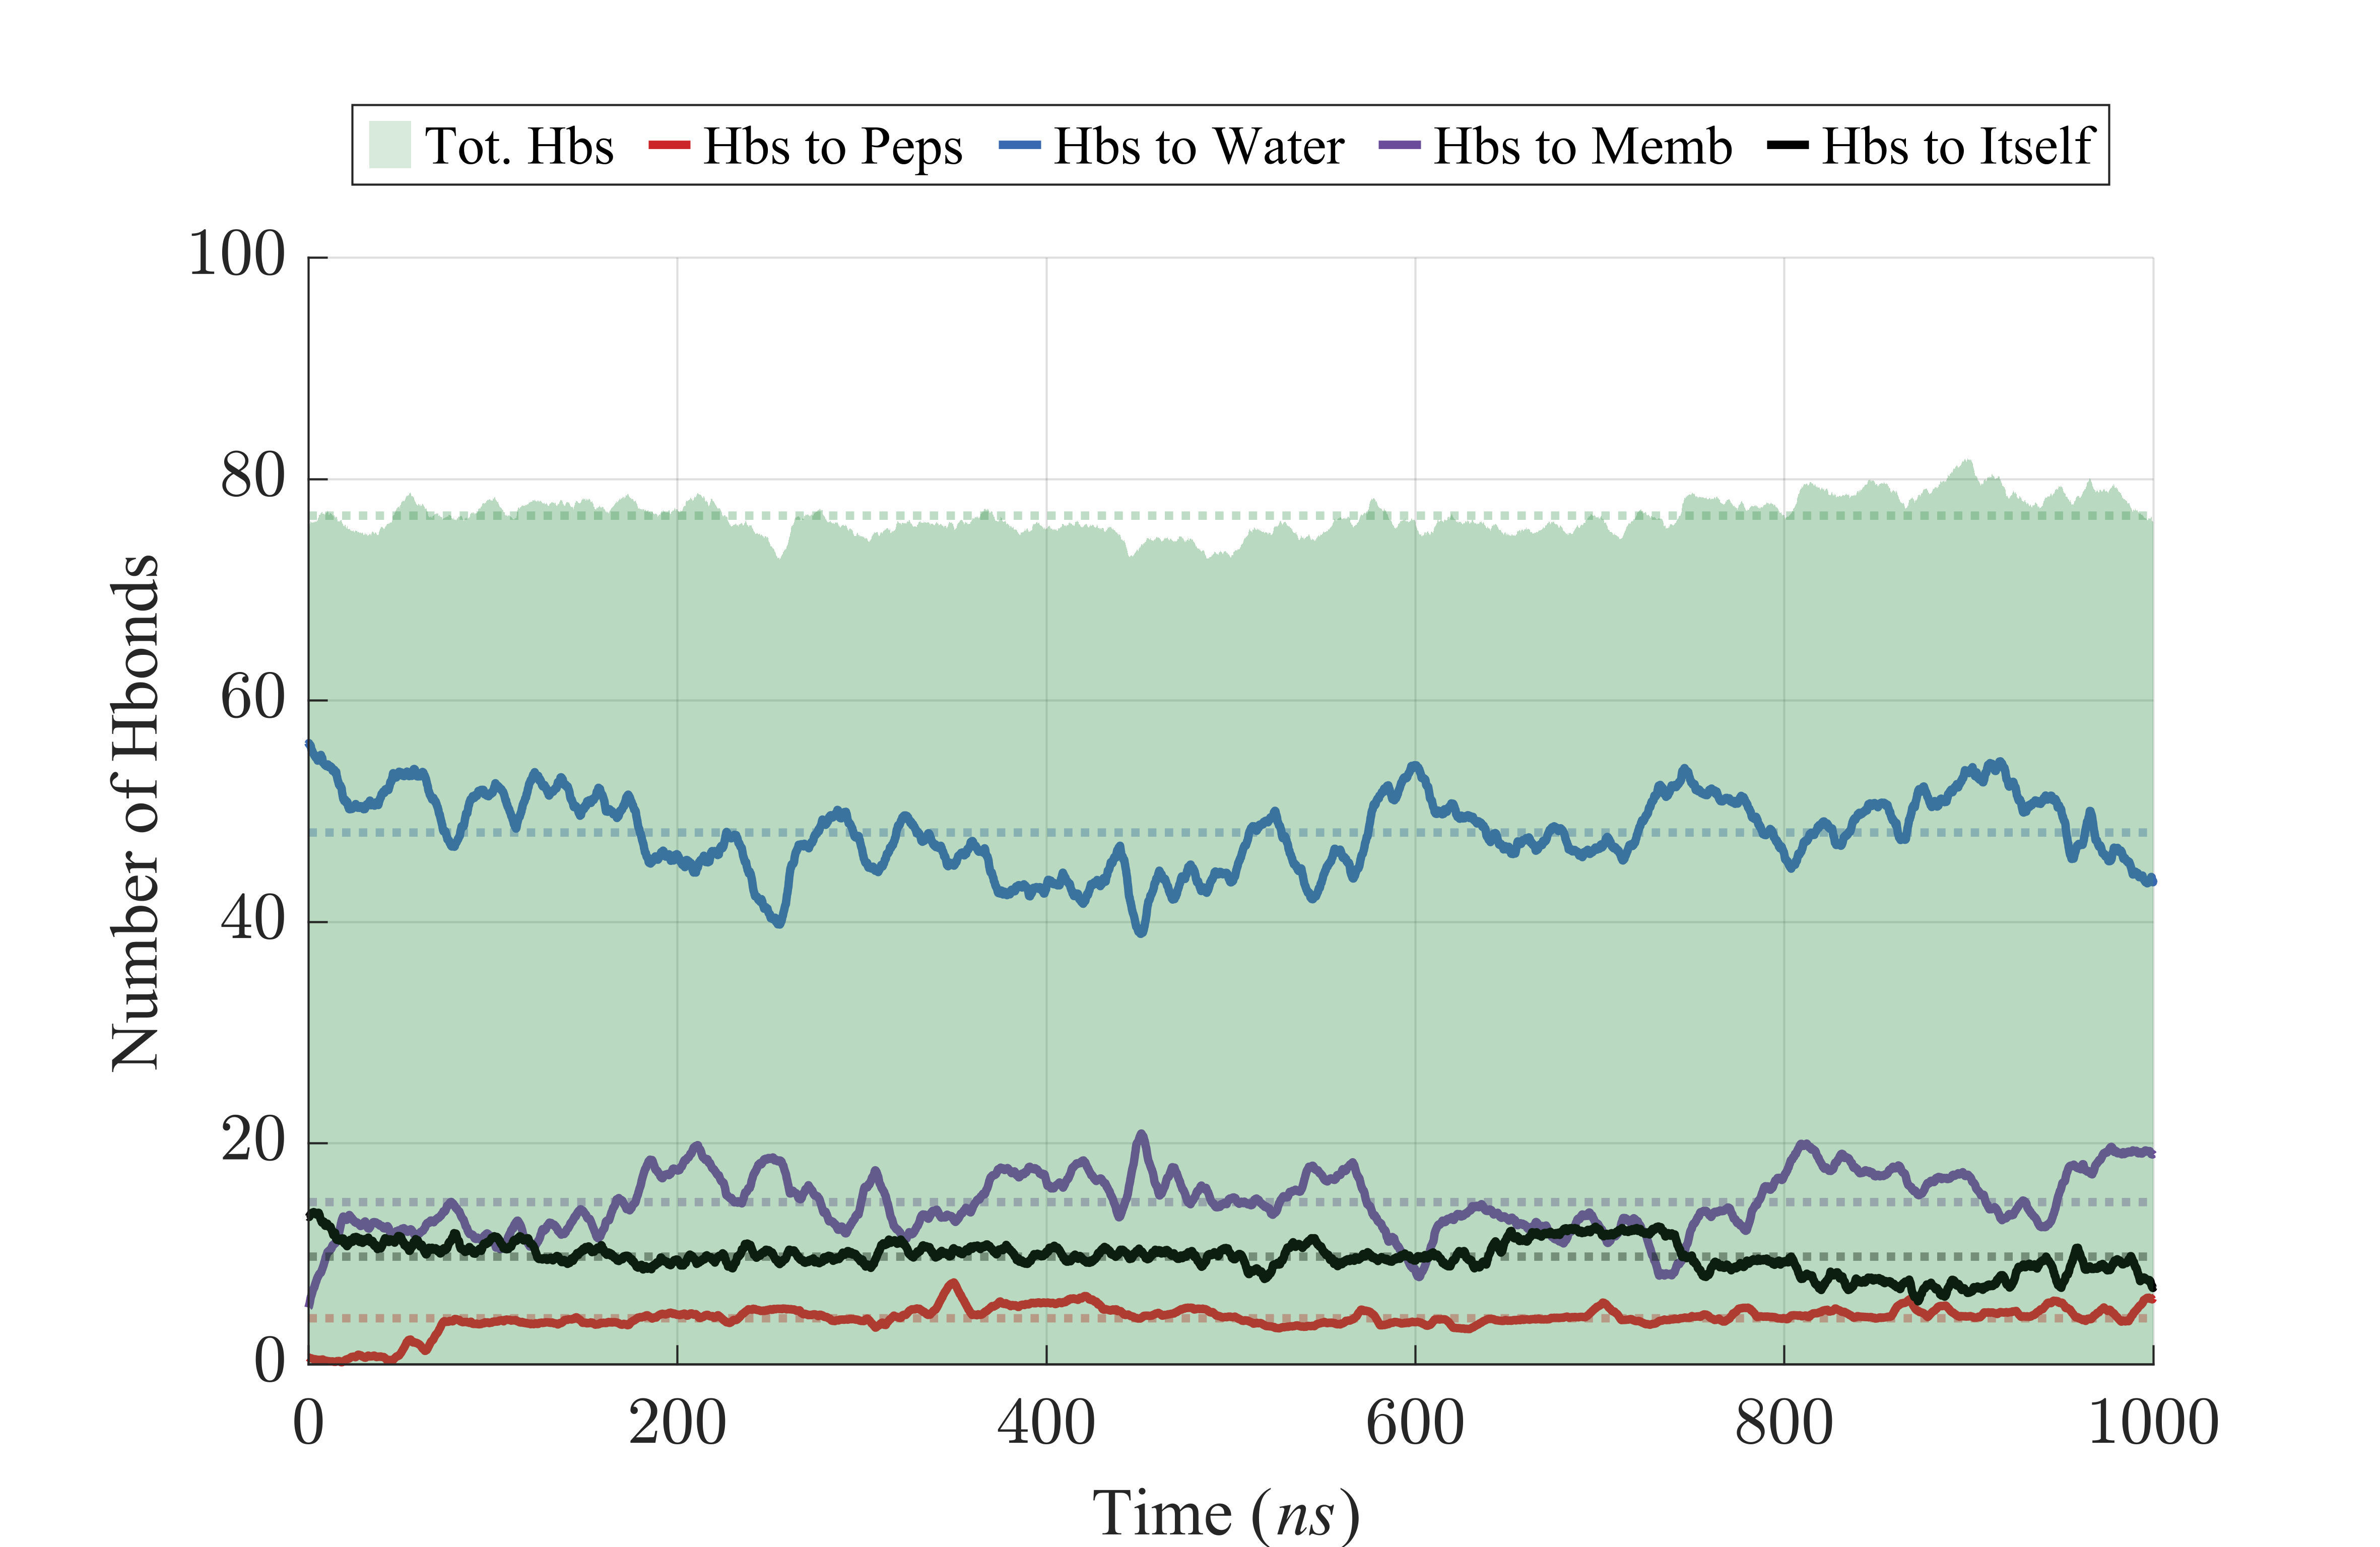 Tot. Hbs Hbs to Peps Hbs to Water Hbs to Memb Hbs to Itself
100
80
60
40
20
0
Number of Hbonds
0 200 400 600 800 1000
Time (ns)